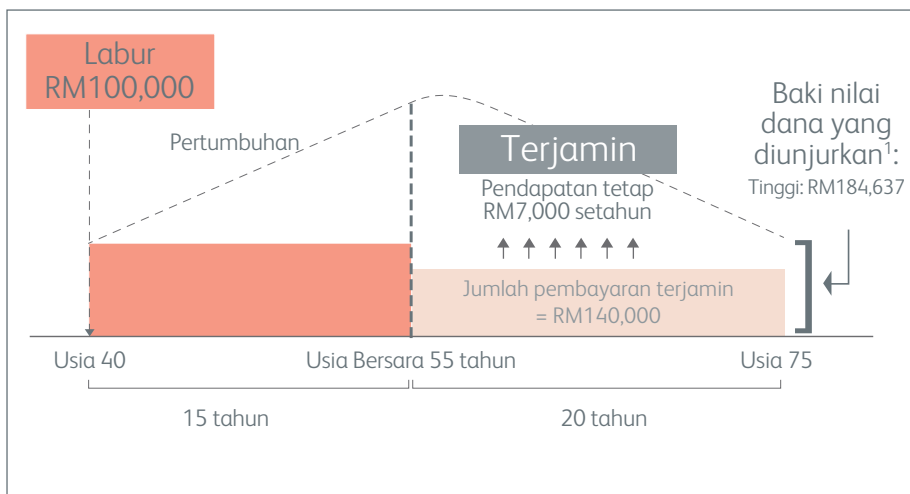 Labur
RM100,000
Pertumbuhan
Terjamin
Pendapatan tetap
RM7,000 setahun
Baki nilai
dana yang
diunjurkan¹:
Tinggi: RM184,637
Jumlah pembayaran terjamin
= RM140,000
Usia 40
Usia Bersara 55 tahun
Usia 75
15 tahun
20 tahun